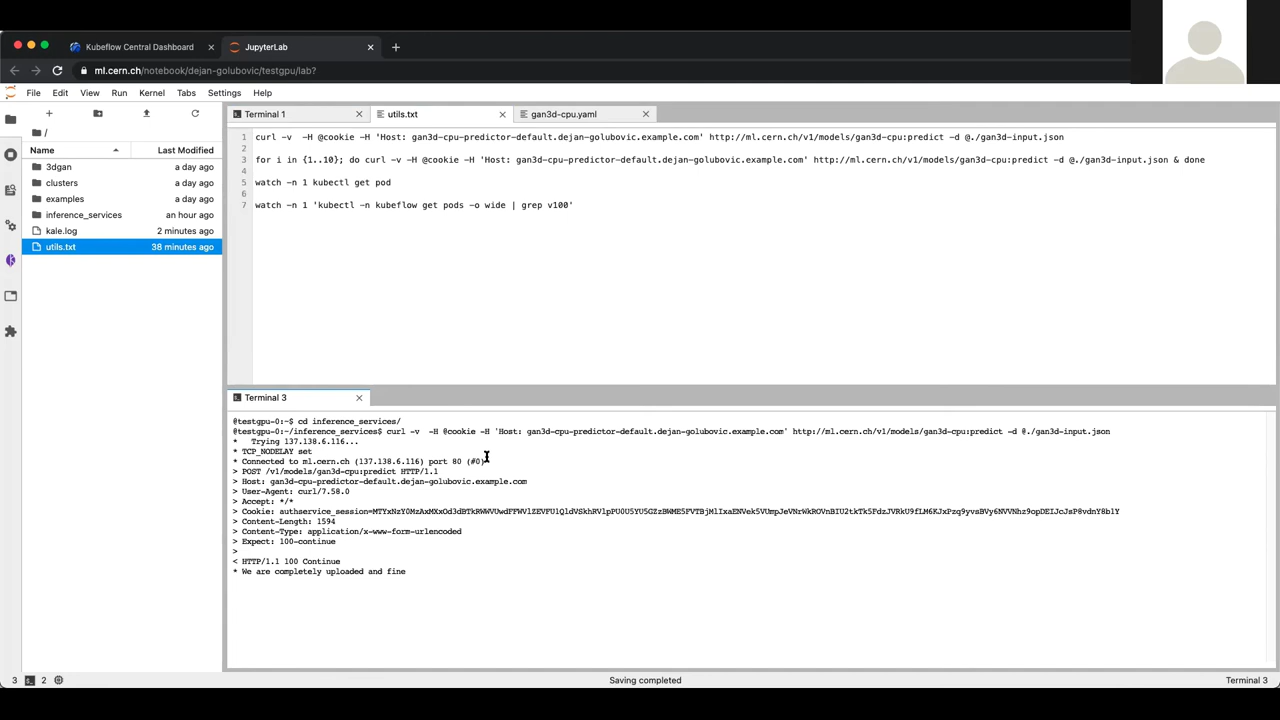 Kubeflow Central Dashboard
JupyterLab
ml.cern.ch/notebook/dejan-golubovic/testgpu/lab?
File Edit View Run Kernel Tabs Settings Help
/
Name Last Modified
3dgan a day ago
clusters a day ago
examples a day ago
inference_services an hour ago
kale.log 2 minutes ago
utils.txt 38 minutes ago
Terminal 1 utils.txt gan3d-cpu.yaml
1 curl -v -H @cookie -H 'Host: gan3d-cpu-predictor-default.dejan-golubovic.example.com' http://ml.cern.ch/v1/models/gan3d-cpu:predict -d @./gan3d-input.json
2
3 for i in {1..10}; do curl -v -H @cookie -H 'Host: gan3d-cpu-predictor-default.dejan-golubovic.example.com' http://ml.cern.ch/v1/models/gan3d-cpu:predict -d @./gan3d-input.json & done
4
5 watch -n 1 kubectl get pod
6
7 watch -n 1 'kubectl -n kubeflow get pods -o wide | grep v100'
Terminal 3
@testgpu-0:~$ cd inference_services/
@testgpu-0:~/inference_services$ curl -v -H @cookie -H 'Host: gan3d-cpu-predictor-default.dejan-golubovic.example.com' http://ml.cern.ch/v1/models/gan3d-cpu:predict -d @./gan3d-input.json
* Trying 137.138.6.116...
* TCP_NODELAY set
* Connected to ml.cern.ch (137.138.6.116) port 80 (#0)
> POST /v1/models/gan3d-cpu:predict HTTP/1.1
> Host: gan3d-cpu-predictor-default.dejan-golubovic.example.com
> User-Agent: curl/7.58.0
> Accept: */*
> Cookie:
> Content-Length: 1594
> Content-Type: application/x-www-form-urlencoded
> Expect: 100-continue
>
< HTTP/1.1 100 Continue
* We are completely uploaded and fine
3 2 Saving completed Terminal 3